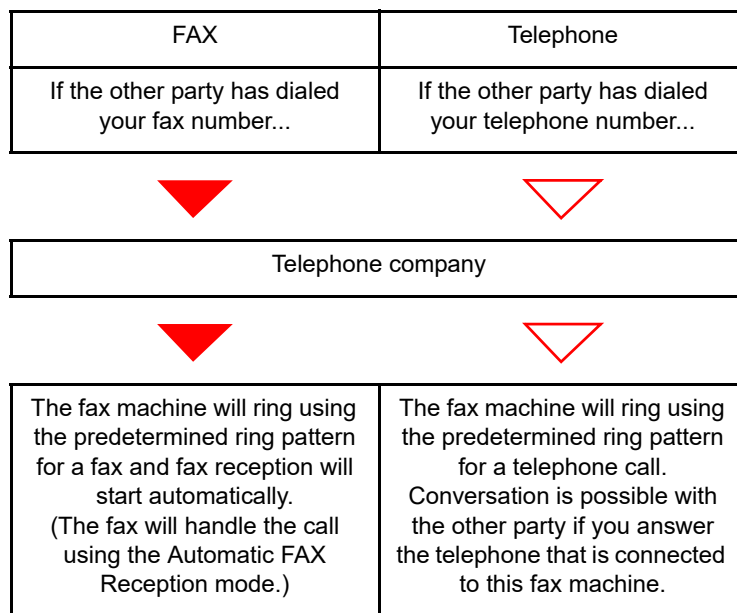 FAX
Telephone
If the other party has dialed
your fax number...
If the other party has dialed
your telephone number...
Telephone company
The fax machine will ring using
the predetermined ring pattern
for a fax and fax reception will
start automatically.
(The fax will handle the call
using the Automatic FAX
Reception mode.)
The fax machine will ring using
the predetermined ring pattern
for a telephone call.
Conversation is possible with
the other party if you answer
the telephone that is connected
to this fax machine.